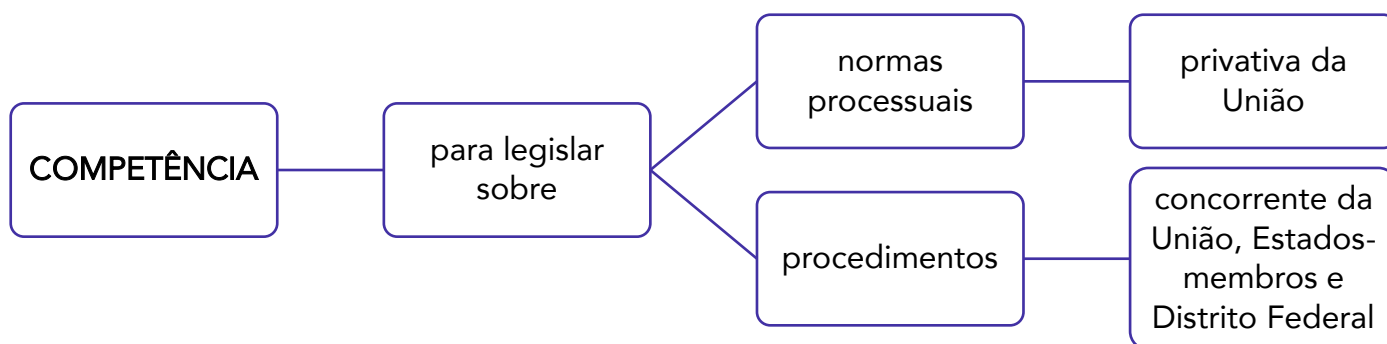 COMPETÊNCIA
para legislar
sobre
normas
processuais
privativa da
União
procedimentos
concorrente da
União, Estados-
membros e
Distrito Federal